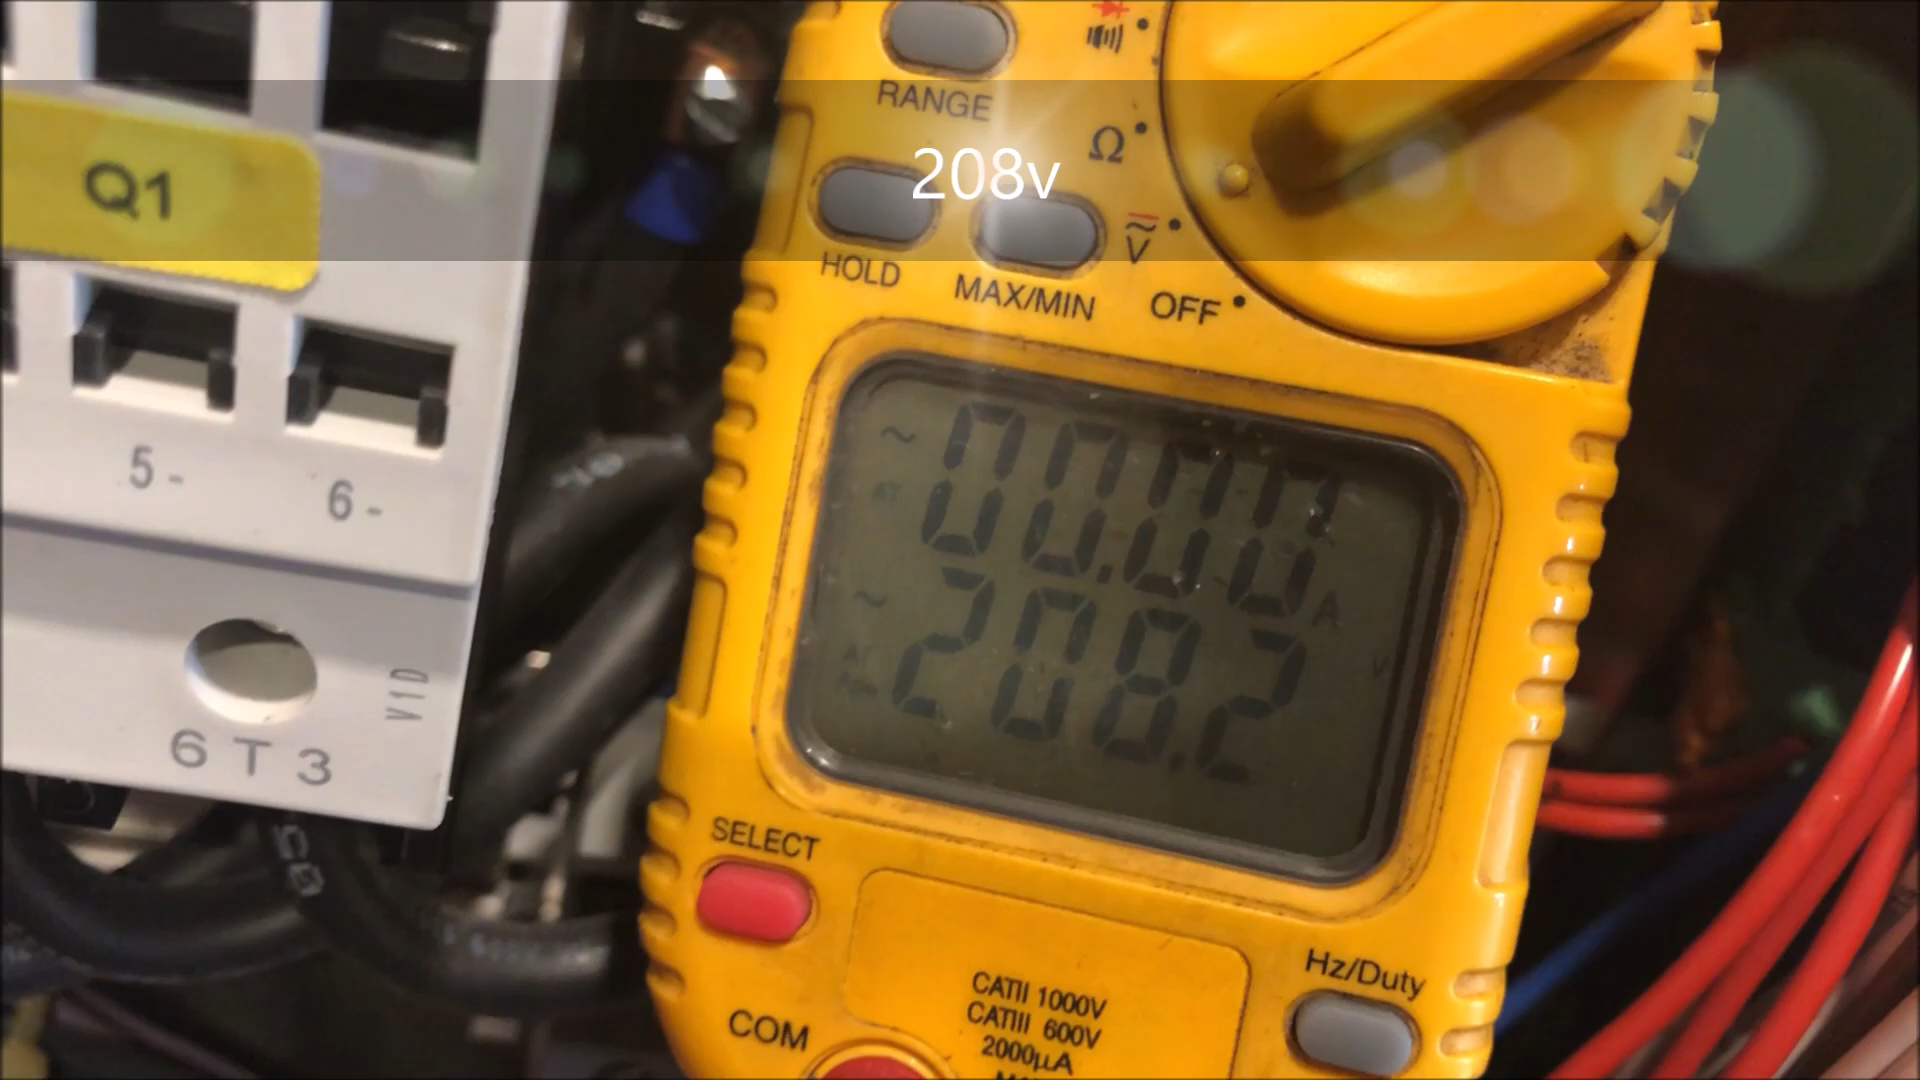 RANGE
Ω
208v
Q1
HOLD
MAX/MIN
V
OFF
00.00
A
208.2
V
5-
6-
V1D
6T3
SELECT
Hz/Duty
CATII 1000V
CATIII 600V
2000µA
COM